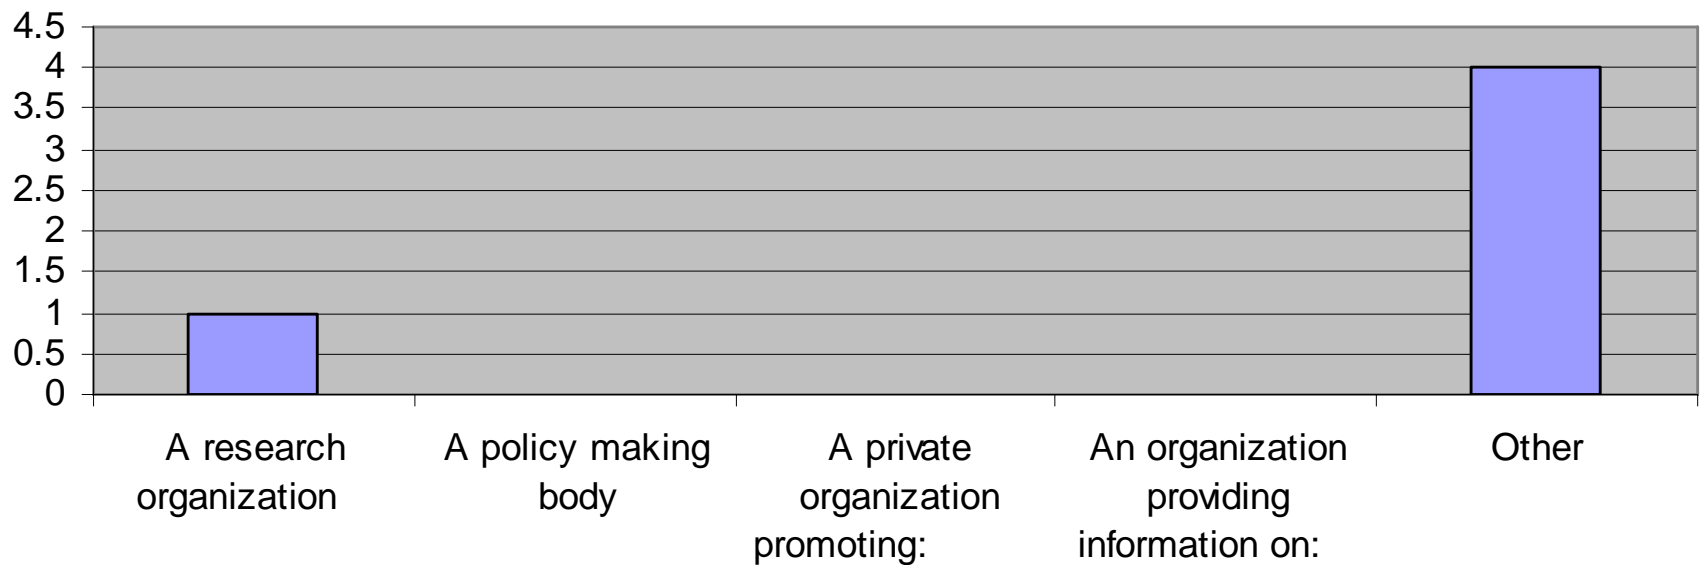 4.5
4
3.5
3
2.5
2
1.5
1
0.5
0
A research
organization
A policy making
body
A private
organization
promoting:
An organization
providing
information on:
Other